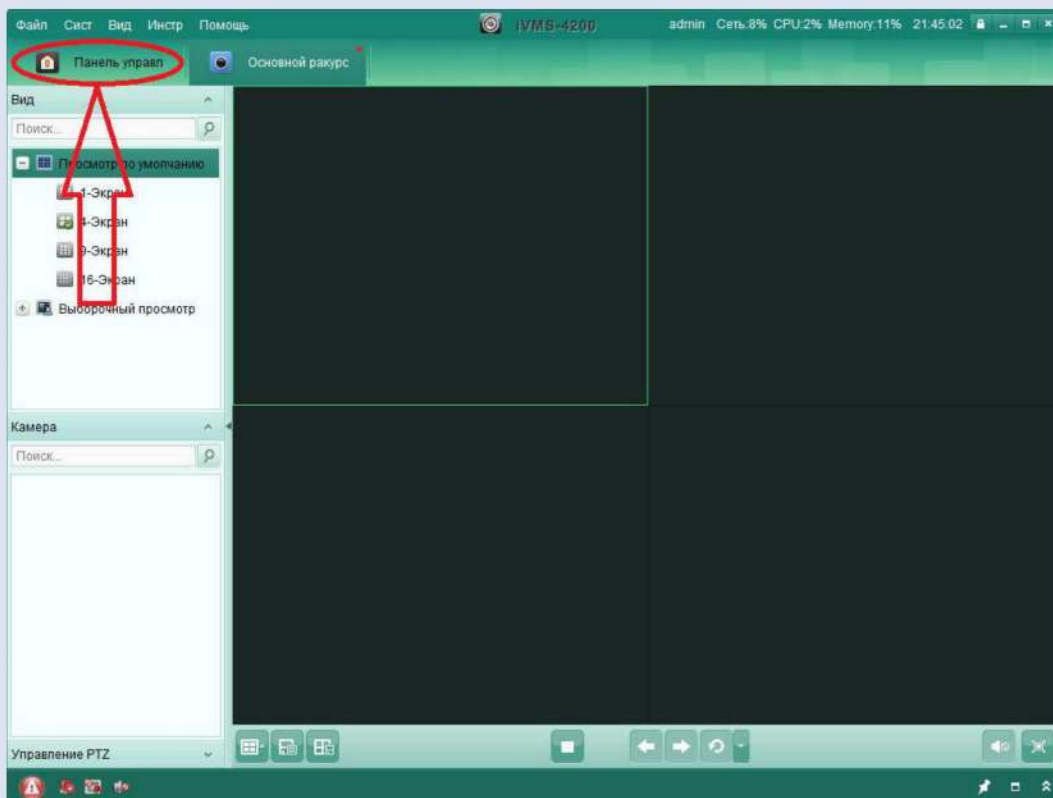 Файл Сист Вид Инстр Помощь iVMS-4200 admin Сеть:8% CPU:2% Memory:11% 21:45:02
Панель управл Основной ракурс
Вид
Поиск...
Просмотр по умолчанию
1-Экран
4-Экран
9-Экран
16-Экран
Выборочный просмотр
Камера
Поиск...
Управление PTZ